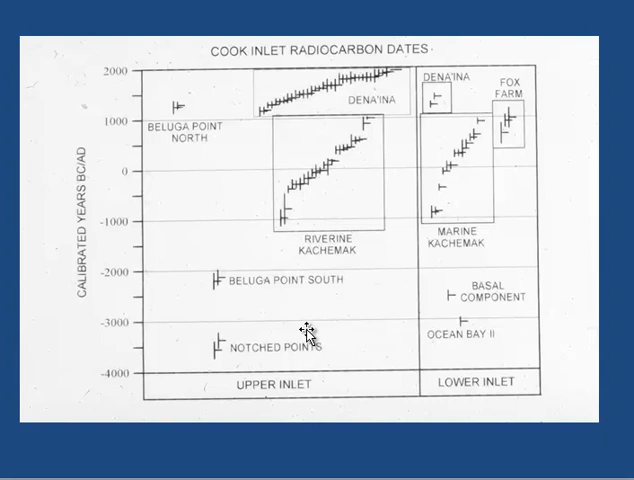 COOK INLET RADIOCARBON DATES
2000
1000
0
-1000
-2000
-3000
-4000
CALIBRATED YEARS BC/AD
DENA'INA
DENA'INA
FOX
FARM
BELUGA POINT
NORTH
RIVERINE
KACHEMAK
MARINE
KACHEMAK
BELUGA POINT SOUTH
BASAL
COMPONENT
OCEAN BAY II
NOTCHED POINTS
UPPER INLET
LOWER INLET